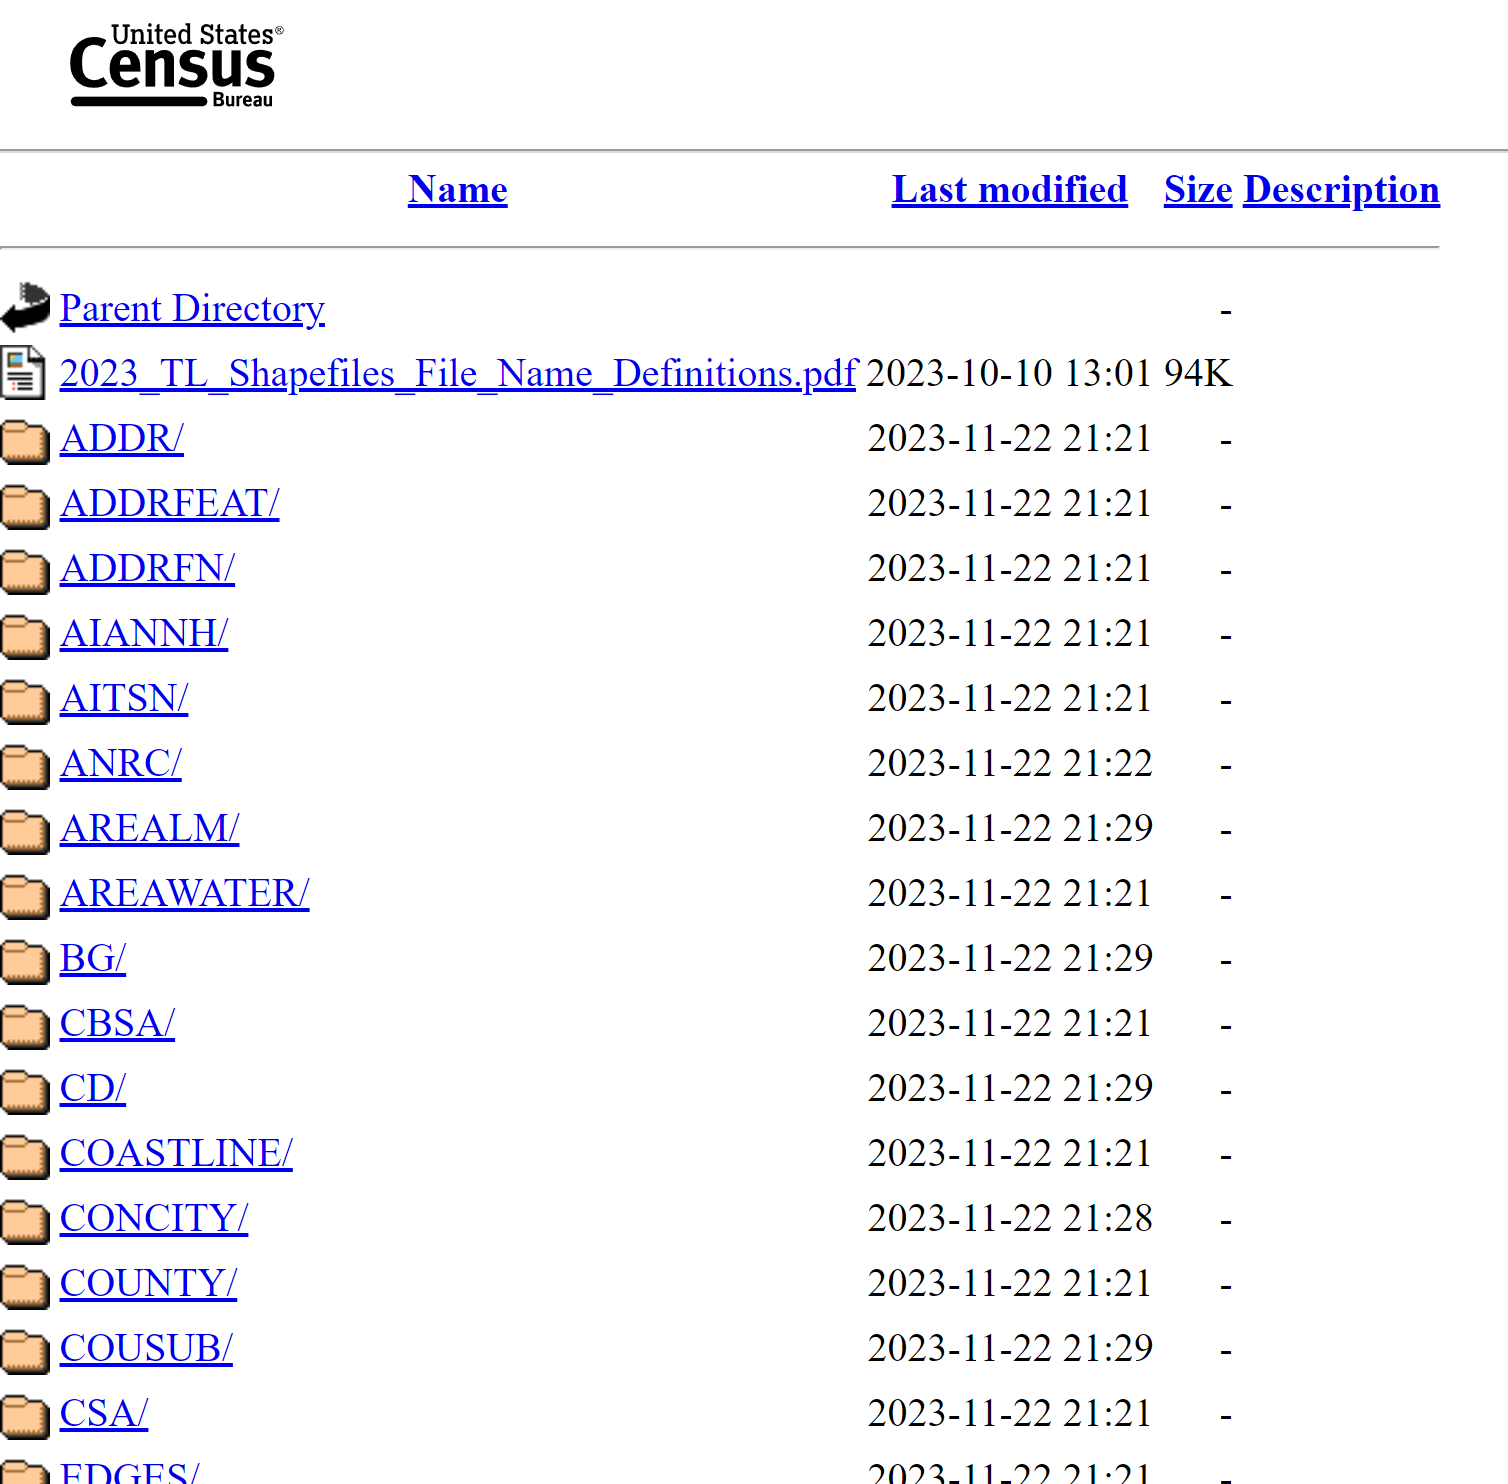 United States®
Census
Bureau
Name Last modified Size Description
Parent Directory -
2023_TL_Shapefiles_File_Name_Definitions.pdf 2023-10-10 13:01 94K
ADDR/ 2023-11-22 21:21 -
ADDRFEAT/ 2023-11-22 21:21 -
ADDRFN/ 2023-11-22 21:21 -
AIANNH/ 2023-11-22 21:21 -
AITSN/ 2023-11-22 21:21 -
ANRC/ 2023-11-22 21:22 -
AREALM/ 2023-11-22 21:29 -
AREAWATER/ 2023-11-22 21:21 -
BG/ 2023-11-22 21:29 -
CBSA/ 2023-11-22 21:21 -
CD/ 2023-11-22 21:29 -
COASTLINE/ 2023-11-22 21:21 -
CONCITY/ 2023-11-22 21:28 -
COUNTY/ 2023-11-22 21:21 -
COUSUB/ 2023-11-22 21:29 -
CSA/ 2023-11-22 21:21 -
EDGES/ 2023-11-22 21:21 -